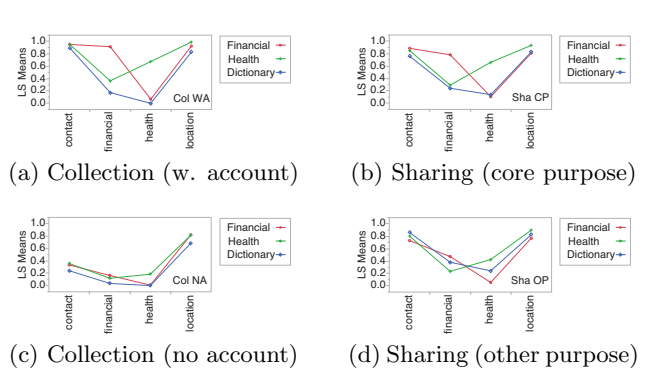 LS Means
1.0
0.8
0.6
0.4
0.2
0.0
Col WA
contact
financial
health
location
Financial
Health
Dictionary
(a) Collection (w. account)
LS Means
1.0
0.8
0.6
0.4
0.2
0.0
Sha CP
contact
financial
health
location
Financial
Health
Dictionary
(b) Sharing (core purpose)
LS Means
1.0
0.8
0.6
0.4
0.2
0.0
Col NA
contact
financial
health
location
Financial
Health
Dictionary
(c) Collection (no account)
LS Means
1.0
0.8
0.6
0.4
0.2
0.0
Sha OP
contact
financial
health
location
Financial
Health
Dictionary
(d) Sharing (other purpose)